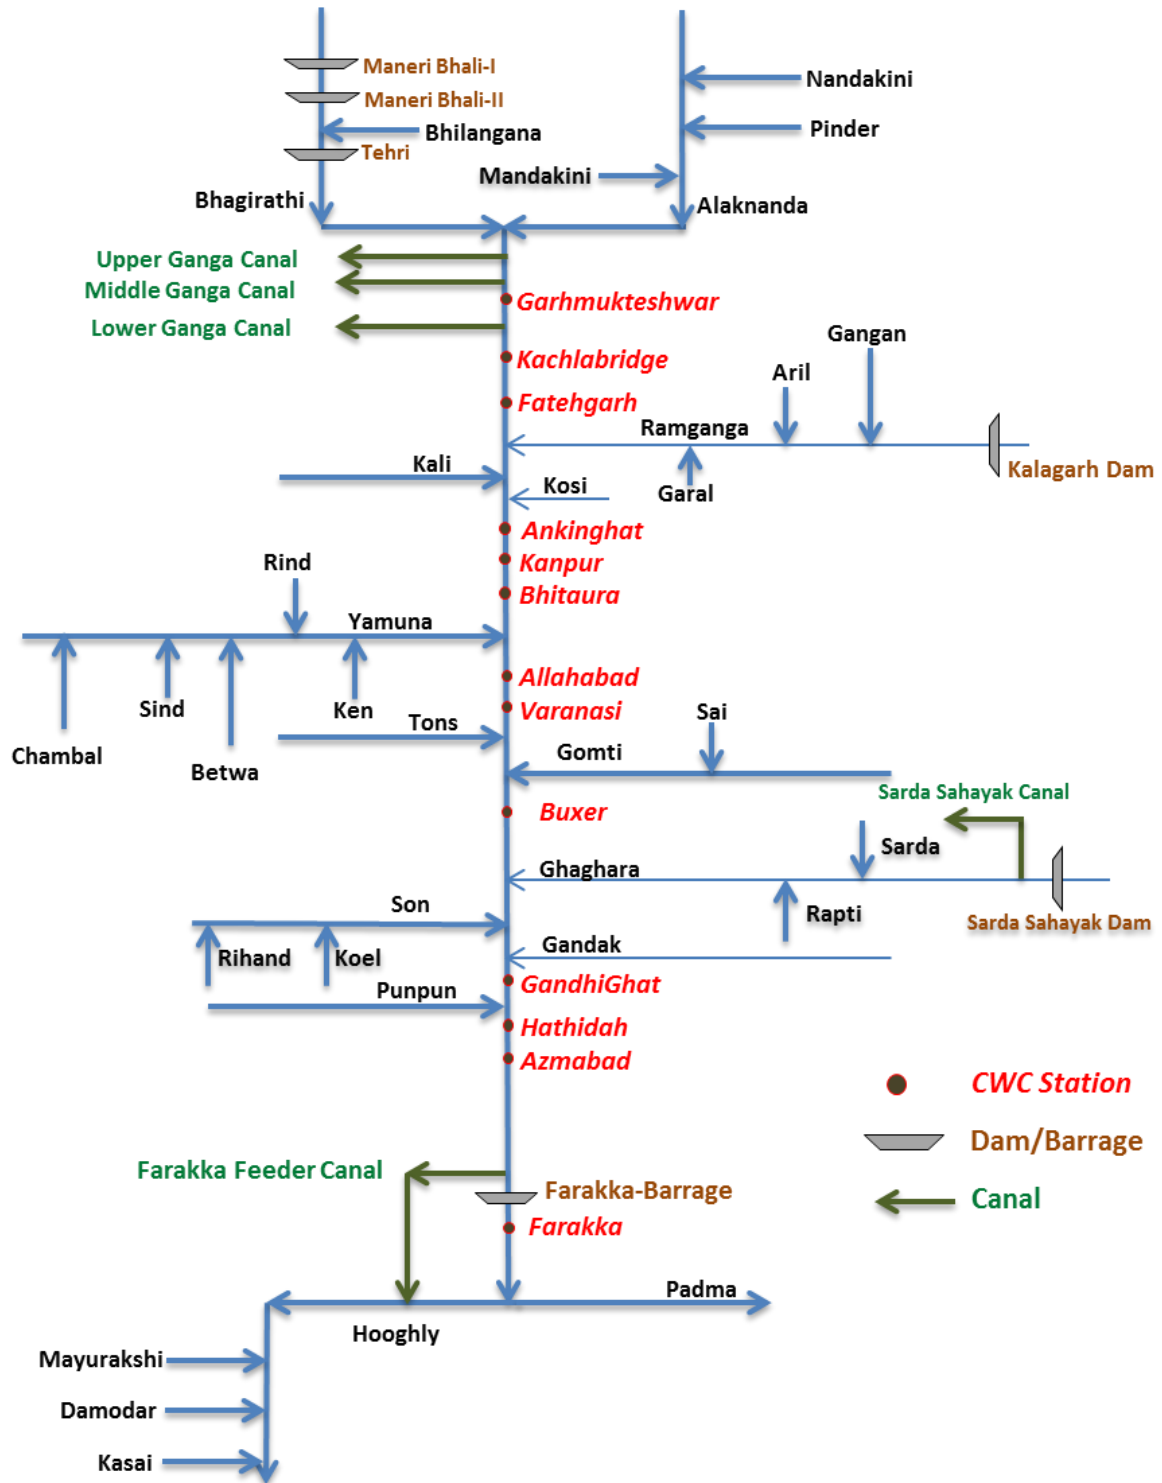 Maneri Bhali-I
Nandakini
Maneri Bhali-II
Bhilangana
Pinder
Tehri
Mandakini
Bhagirathi
Alaknanda
Upper Ganga Canal
Middle Ganga Canal
Garhmukteshwar
Lower Ganga Canal
Gangan
Kachlabridge
Aril
Fatehgarh
Ramganga
Kali
Kalagarh Dam
Kosi
Garal
Ankinghat
Rind
Kanpur
Bhitaura
Yamuna
Allahabad
Sind
Ken
Varanasi
Sai
Tons
Chambal
Gomti
Betwa
Sarda Sahayak Canal
Buxer
Sarda
Ghaghara
Son
Rapti
Sarda Sahayak Dam
Rihand
Koel
Gandak
GandhiGhat
Punpun
Hathidah
Azmabad
CWC Station
Dam/Barrage
Farakka Feeder Canal
Farakka-Barrage
Canal
Farakka
Padma
Hooghly
Mayurakshi
Damodar
Kasai